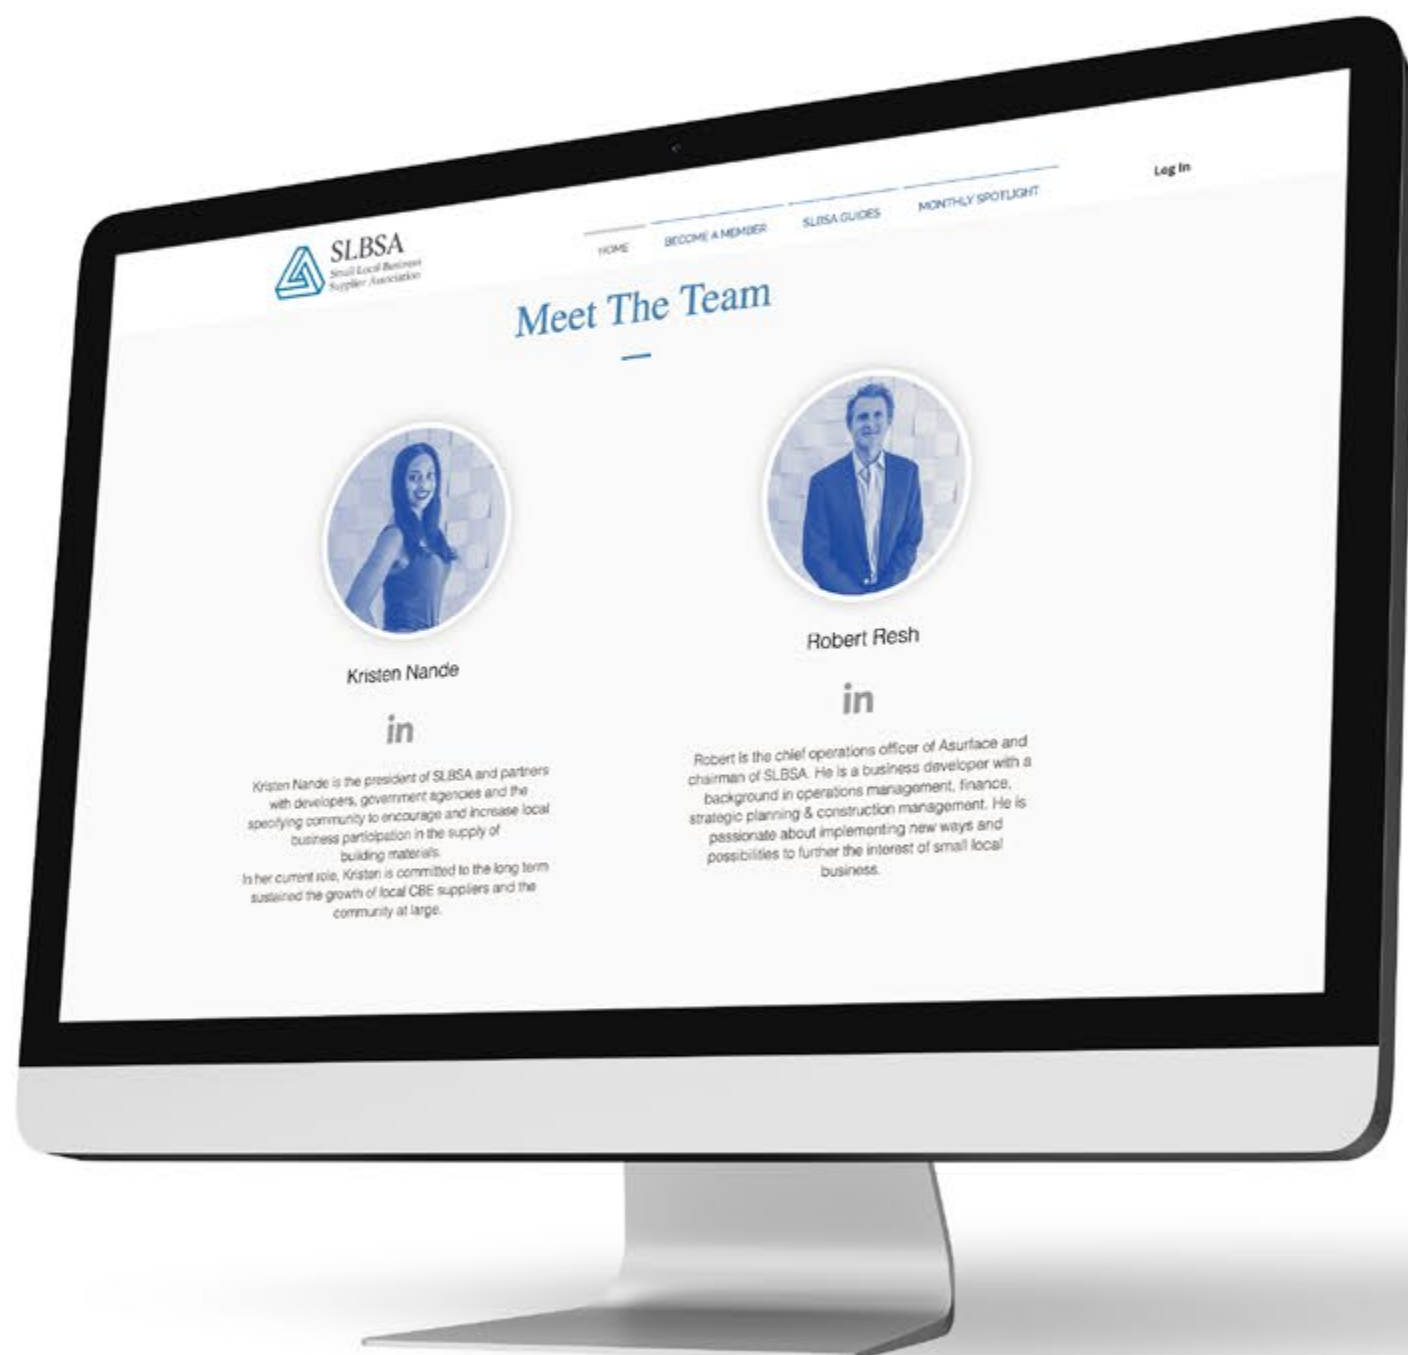 SLBSA
Small Local Business
Supplier Association
HOME
BECOME A MEMBER
SLBSA GUIDES
MONTHLY SPOTLIGHT
Log In
Meet The Team
Kristen Nande
in
Kristen Nande is the president of SLBSA and partners
with developers, government agencies and the
specifying community to encourage and increase local
business participation in the supply of
building materials.
In her current role, Kristen is committed to the long term
sustained the growth of local CBE suppliers and the
community at large.
Robert Resh
in
Robert is the chief operations officer of Asurface and
chairman of SLBSA. He is a business developer with a
background in operations management, finance,
strategic planning & construction management. He is
passionate about implementing new ways and
possibilities to further the interest of small local
business.